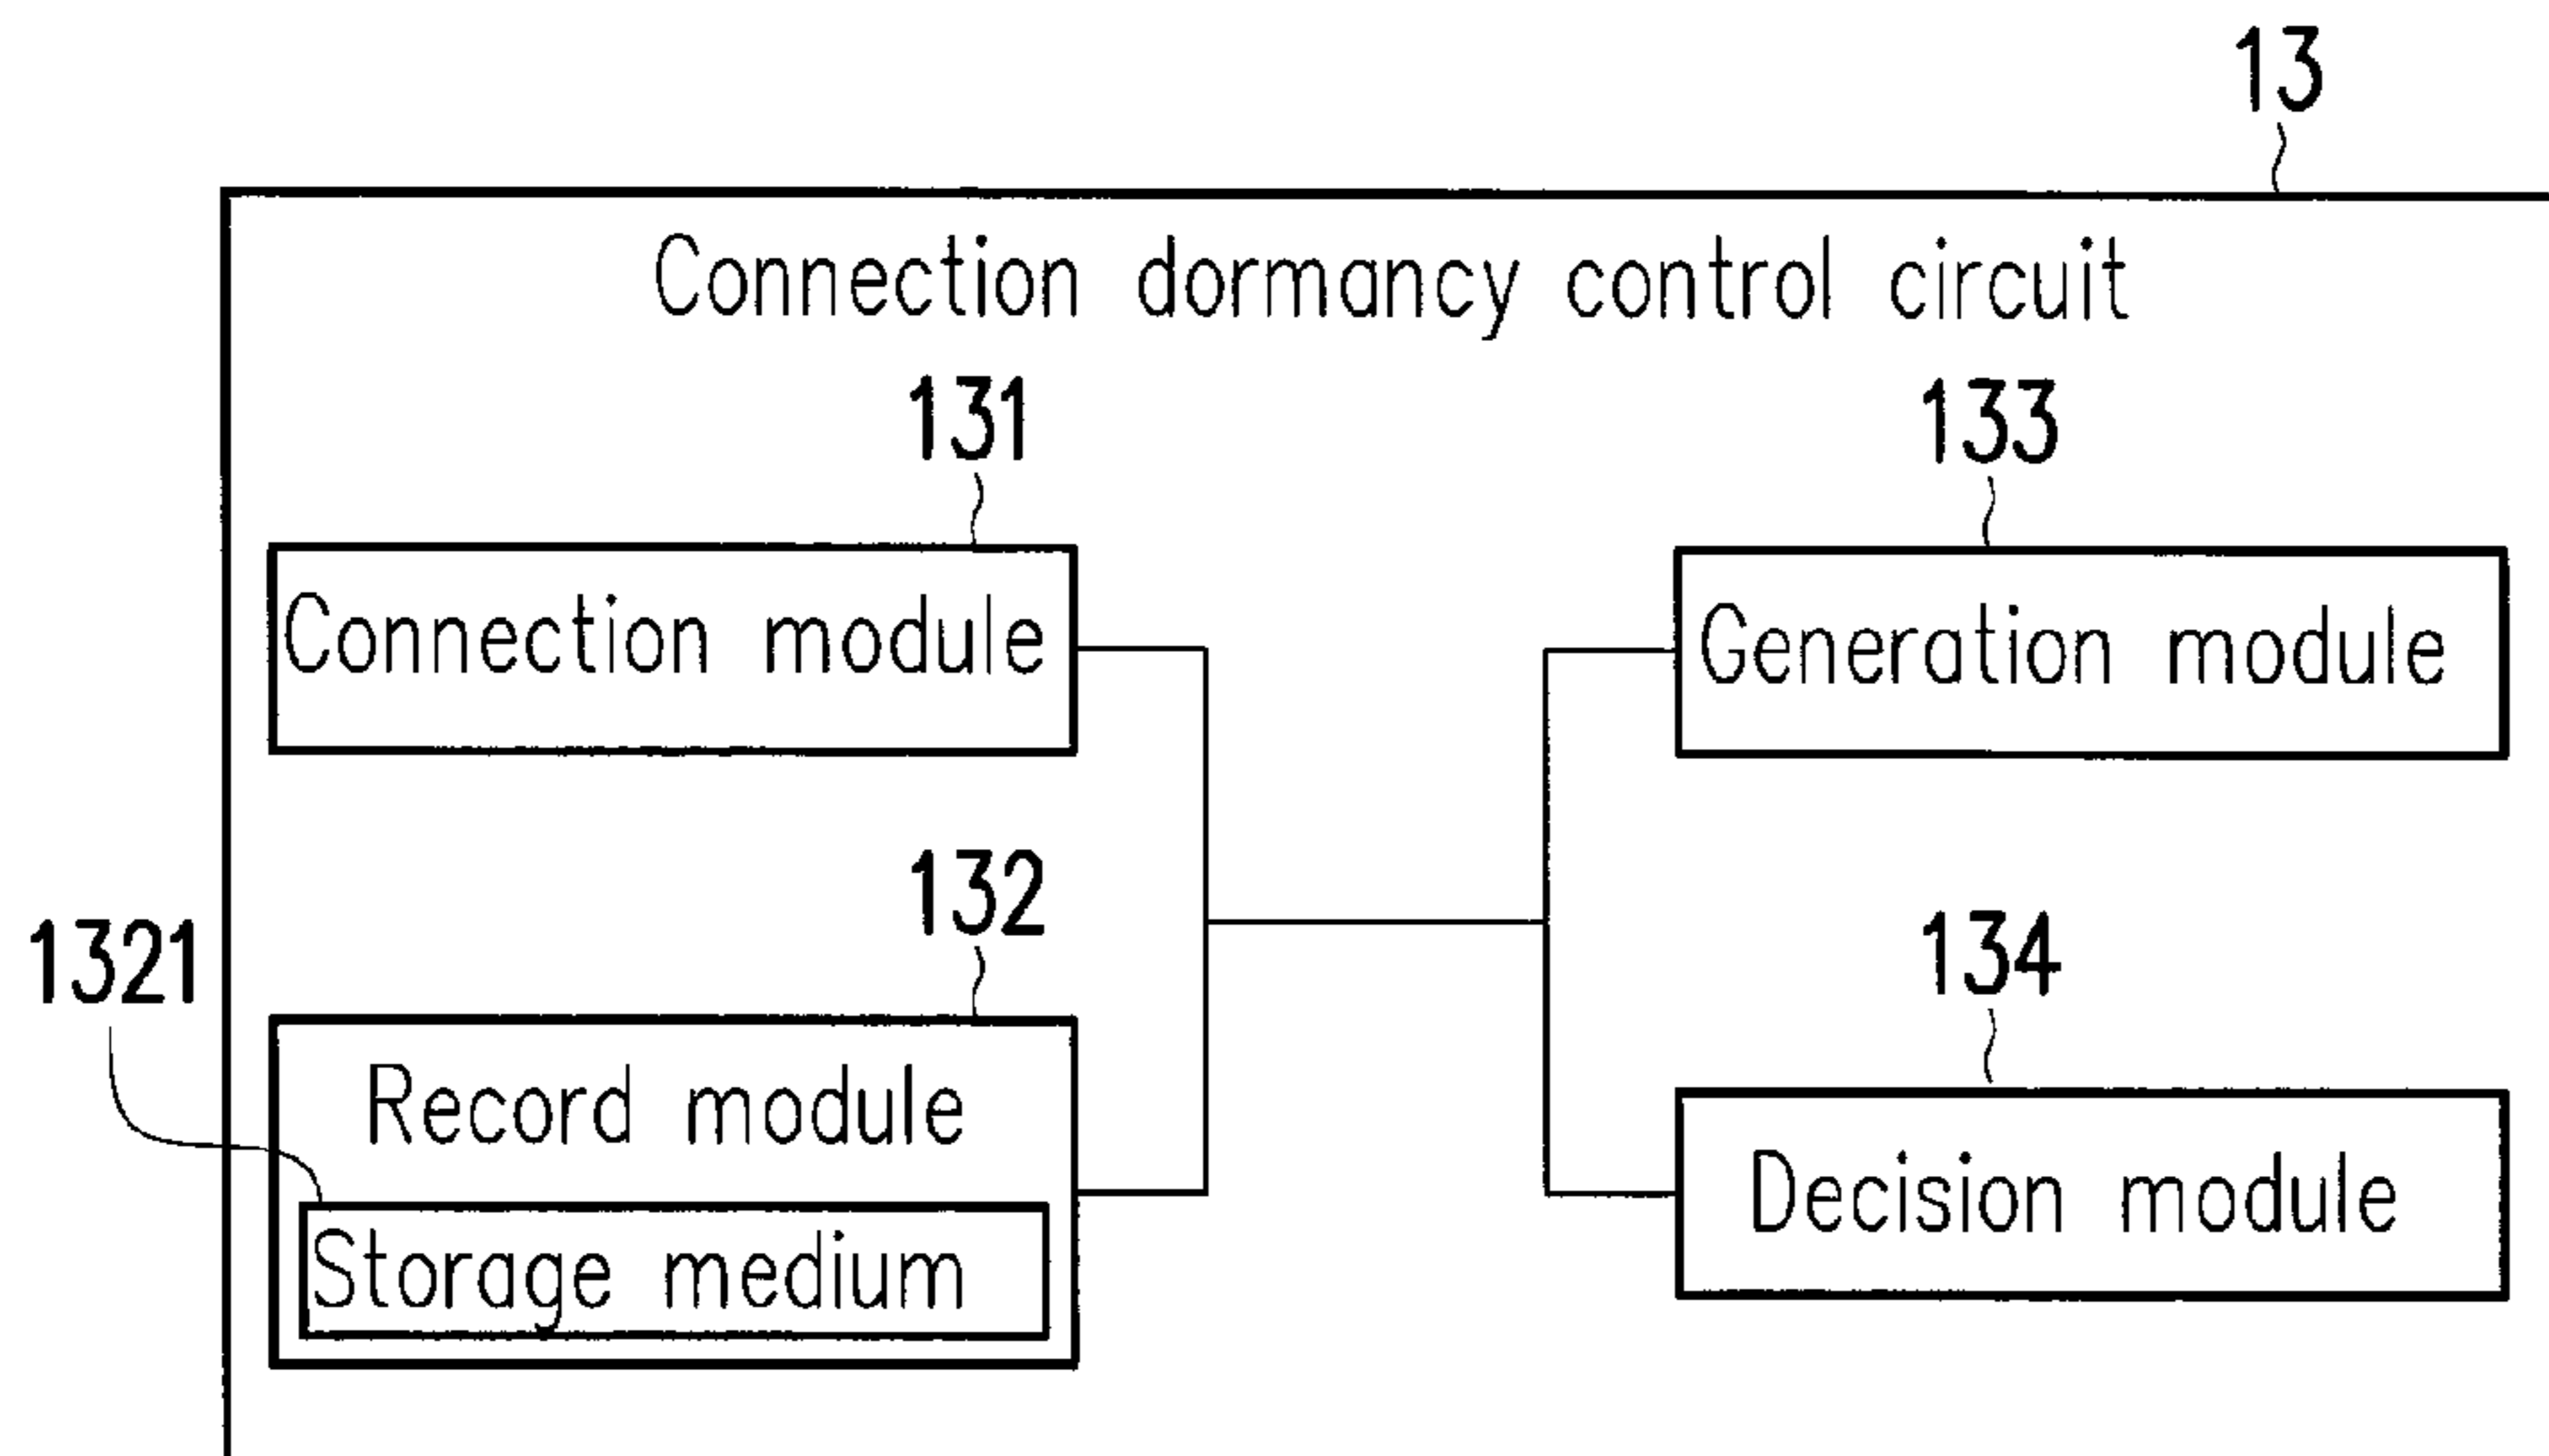 13
Connection dormancy control circuit
131
133
Connection module
Generation module
132
1321
134
Record module
Decision module
Storage medium